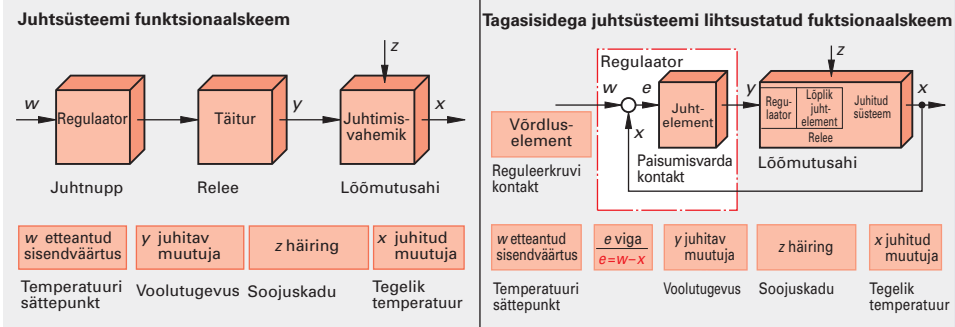 Juhtsüsteemi funktsionaalskeem
z
w
y
x
Regulaator
Täitur
Juhtimis-
vahemik
Juhtnupp
Relee
Lõõmutusahi
w etteantud
sisendväärtus
y juhitav
muutuja
z häiring
x juhitud
muutuja
Temperatuuri
sättepunkt
Voolutugevus
Soojuskadu
Tegelik
temperatuur
Tagasisidega juhtsüsteemi lihtsustatud fuktsionaalskeem
Regulaator
z
w
e
y
x
Juht-
element
Regu-
laator
Lõplik
juht-
element
Juhitud
süsteem
Relee
x
Võrdlus-
element
Reguleerkruvi
kontakt
Paisumisvarda
kontakt
Lõõmutusahi
w etteantud
sisendväärtus
e viga
e=w–x
y juhitav
muutuja
z häiring
x juhitud
muutuja
Temperatuuri
sättepunkt
Voolutugevus
Soojuskadu
Tegelik
temperatuur